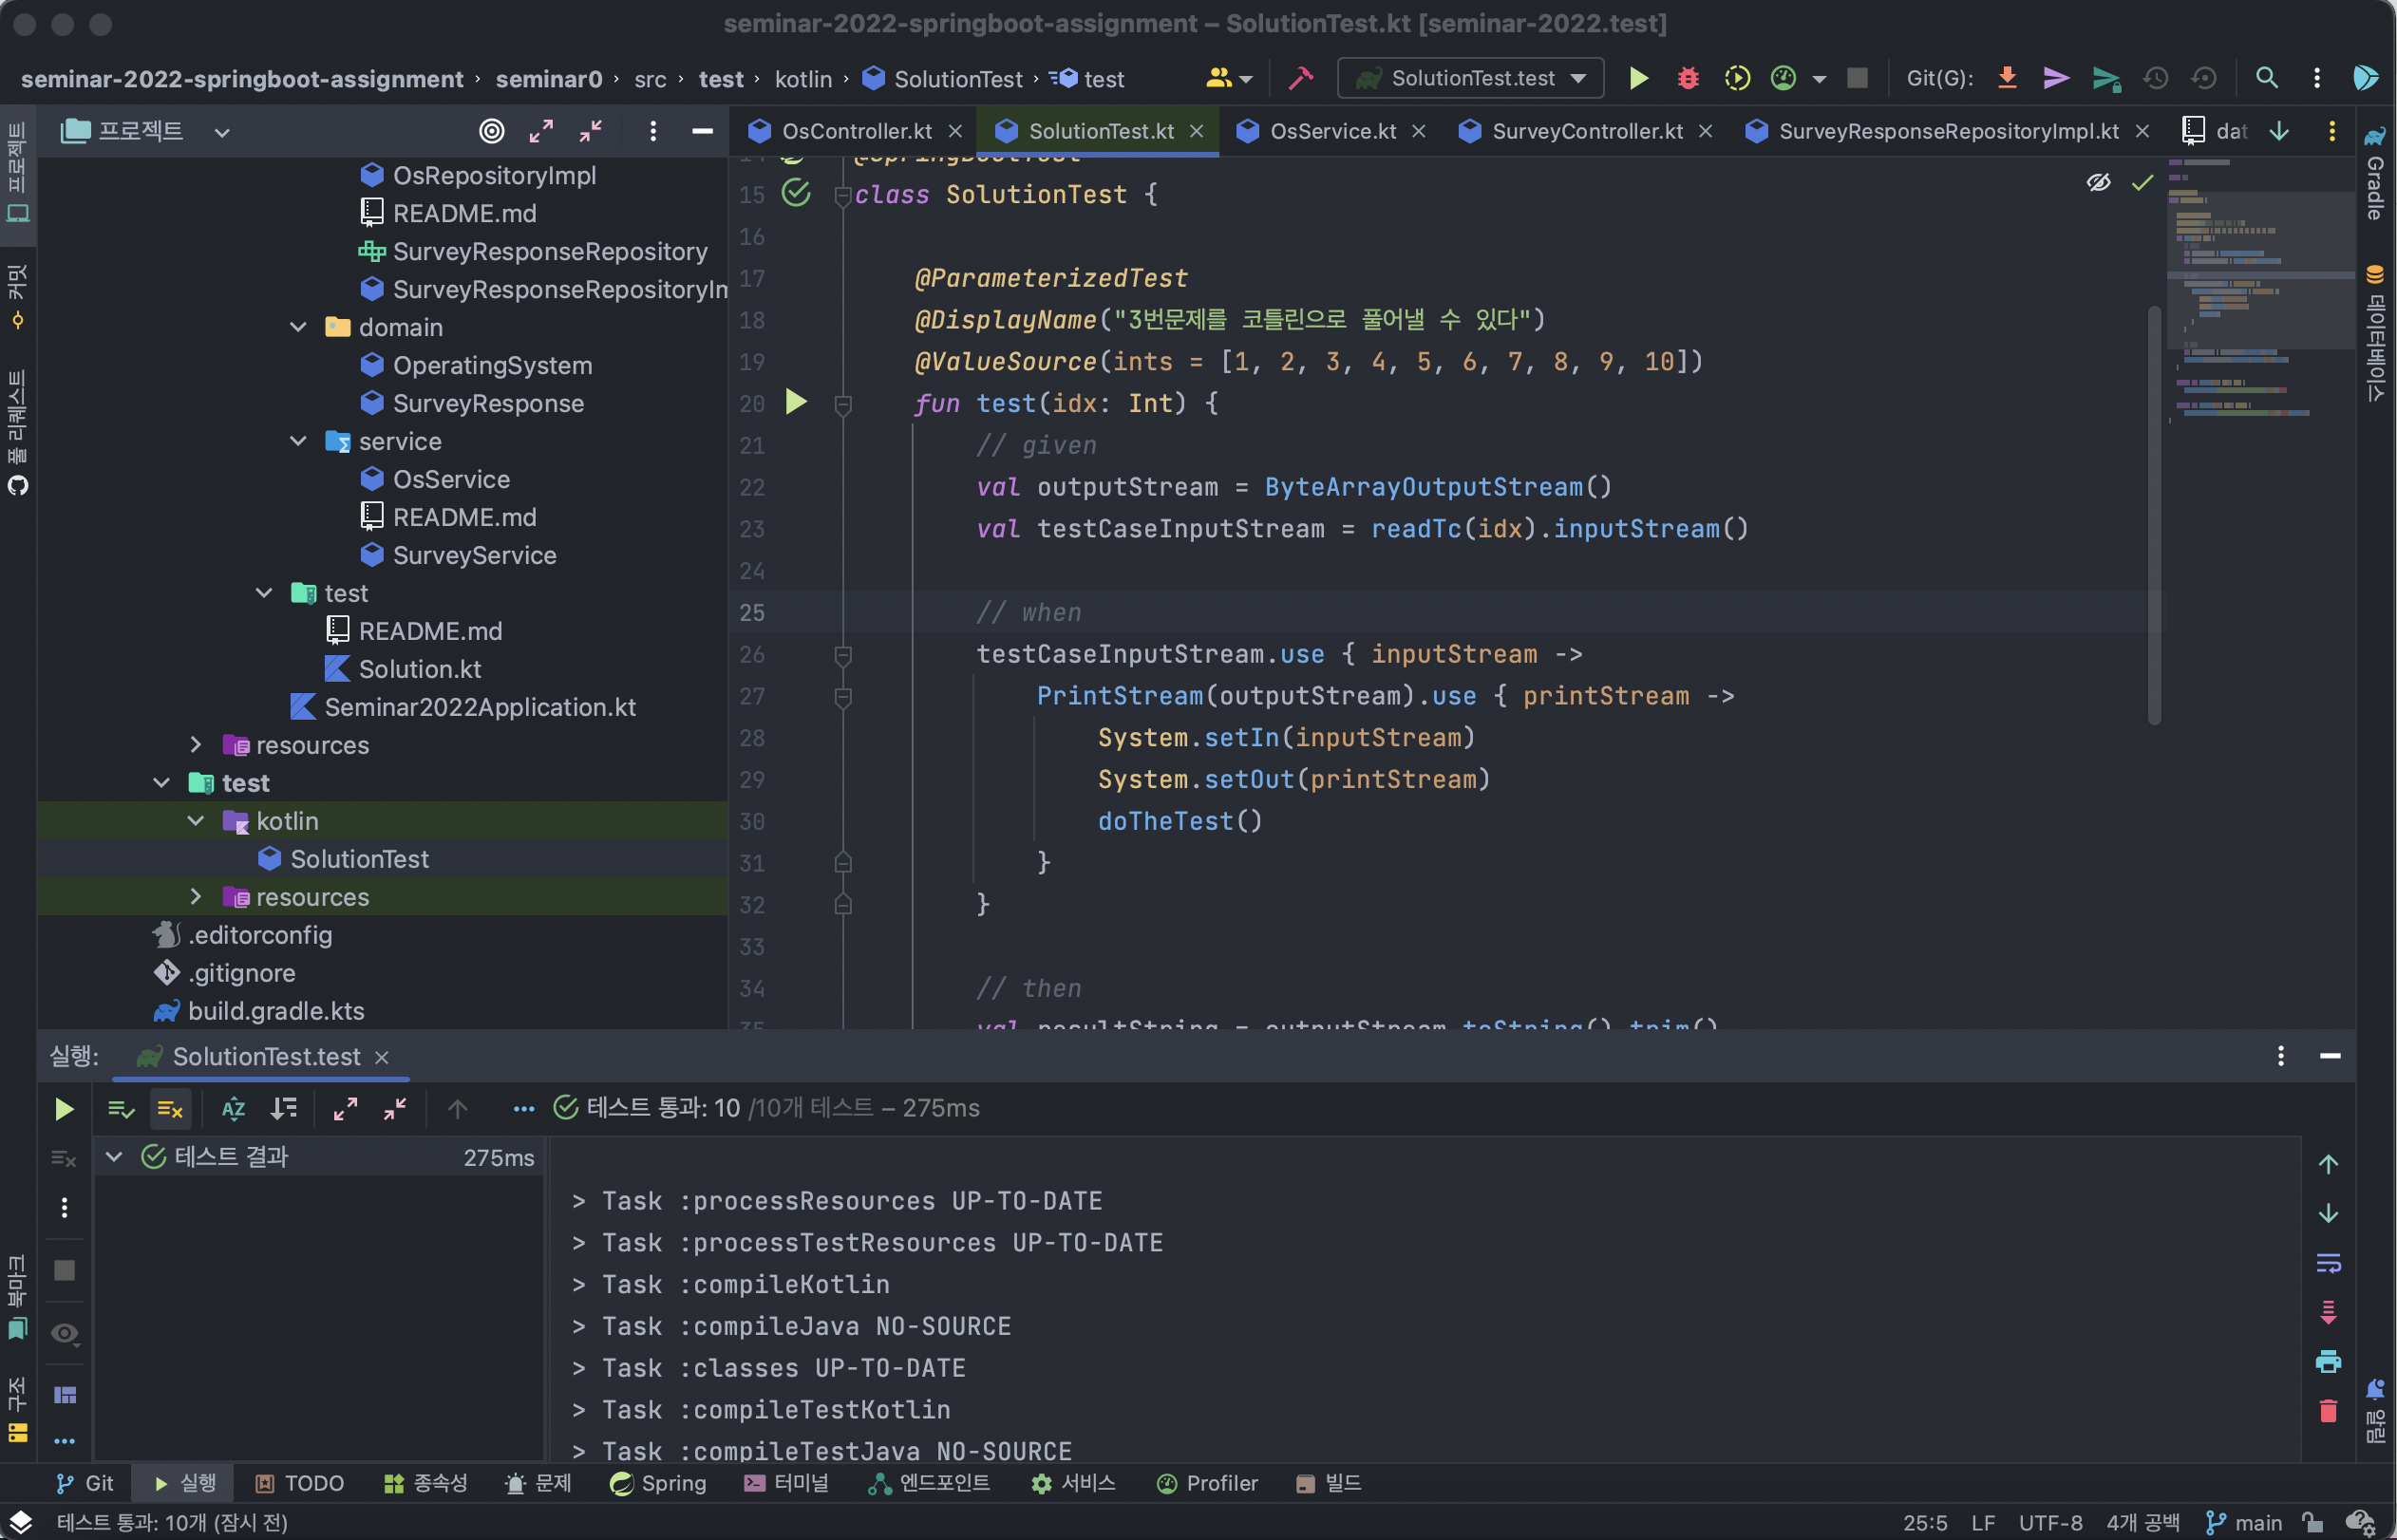 seminar-2022-springboot-assignment – SolutionTest.kt [seminar-2022.test]
seminar-2022-springboot-assignment › seminar0 › src › test › kotlin › SolutionTest › test
SolutionTest.test
Git(G):
프로젝트
OsController.kt
SolutionTest.kt
OsService.kt
SurveyController.kt
SurveyResponseRepositoryImpl.kt
dat
프로젝트
커밋
풀 리퀘스트
북마크
구조
OsRepositoryImpl
README.md
SurveyResponseRepository
SurveyResponseRepositoryIm
domain
OperatingSystem
SurveyResponse
service
OsService
README.md
SurveyService
test
README.md
Solution.kt
Seminar2022Application.kt
resources
test
kotlin
SolutionTest
resources
.editorconfig
.gitignore
build.gradle.kts
14 @SpringBootTest
15 class SolutionTest {
16
17 @ParameterizedTest
18 @DisplayName("3번문제를 코틀린으로 풀어낼 수 있다")
19 @ValueSource(ints = [1, 2, 3, 4, 5, 6, 7, 8, 9, 10])
20 fun test(idx: Int) {
21 // given
22 val outputStream = ByteArrayOutputStream()
23 val testCaseInputStream = readTc(idx).inputStream()
24
25 // when
26 testCaseInputStream.use { inputStream ->
27 PrintStream(outputStream).use { printStream ->
28 System.setIn(inputStream)
29 System.setOut(printStream)
30 doTheTest()
31 }
32 }
33
34 // then
35 val resultString = outputStream.toString().trim()
Gradle
데이터베이스
알림
실행:
SolutionTest.test
테스트 통과: 10 /10개 테스트 – 275ms
테스트 결과 275ms
> Task :processResources UP-TO-DATE
> Task :processTestResources UP-TO-DATE
> Task :compileKotlin
> Task :compileJava NO-SOURCE
> Task :classes UP-TO-DATE
> Task :compileTestKotlin
> Task :compileTestJava NO-SOURCE
Git 실행 TODO 종속성 문제 Spring 터미널 엔드포인트 서비스 Profiler 빌드
테스트 통과: 10개 (잠시 전)
25:5 LF UTF-8 4개 공백 main